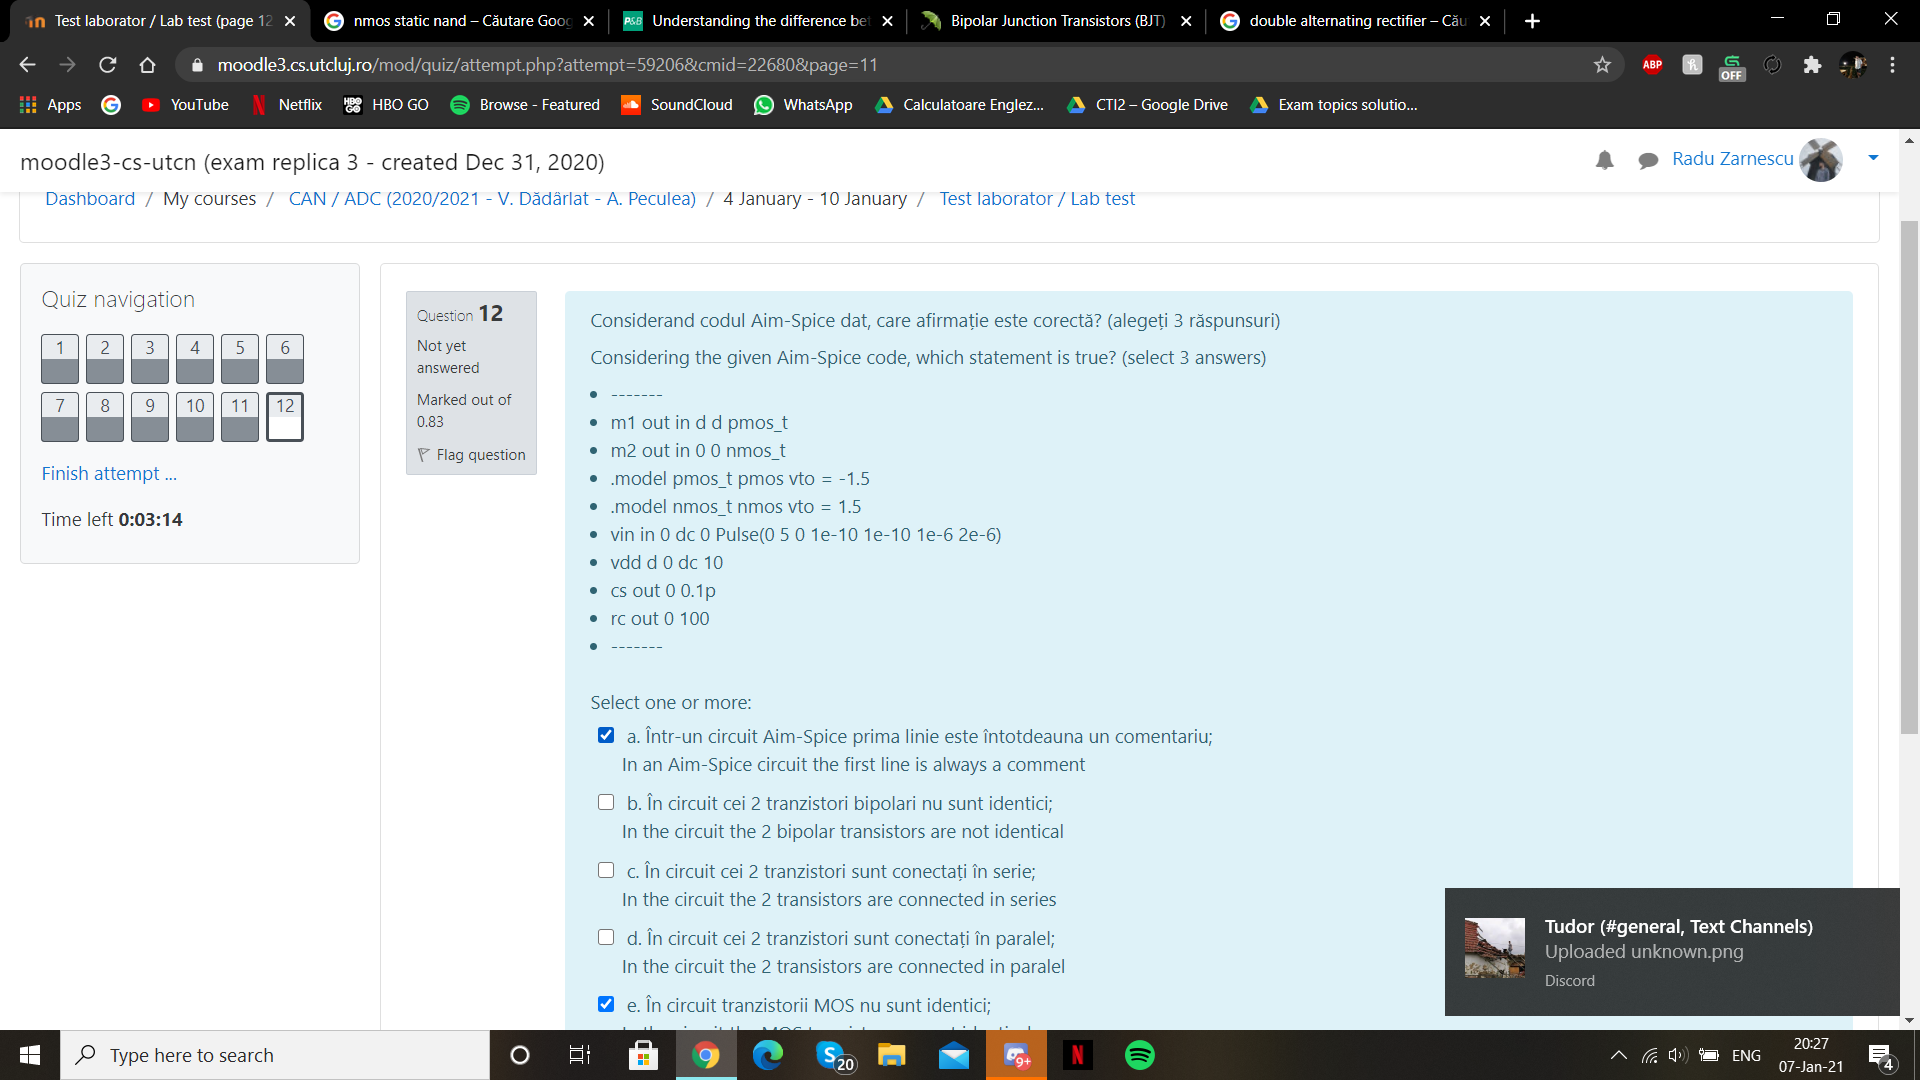 Test laborator / Lab test (page 12
nmos static nand – Căutare Goog
P&B
Understanding the difference be
Bipolar Junction Transistors (BJT)
double alternating rectifier – Cău
moodle3.cs.utcluj.ro/mod/quiz/attempt.php?attempt=59206&cmid=22680&page=11
ABP
OFF
Apps
YouTube
Netflix
HBO GO
HBO GO
Browse - Featured
SoundCloud
WhatsApp
Calculatoare Englez...
CTI2 – Google Drive
Exam topics solutio...
moodle3-cs-utcn (exam replica 3 - created Dec 31, 2020)
Radu Zarnescu
Dashboard / My courses / CAN / ADC (2020/2021 - V. Dădârlat - A. Peculea) / 4 January - 10 January / Test laborator / Lab test
Quiz navigation
1 2 3 4 5 6
7 8 9 10 11 12
Finish attempt ...
Time left 0:03:14
Question 12
Not yet
answered
Marked out of
0.83
Flag question
Considerand codul Aim-Spice dat, care afirmație este corectă? (alegeți 3 răspunsuri)
Considering the given Aim-Spice code, which statement is true? (select 3 answers)
• -------
• m1 out in d d pmos_t
• m2 out in 0 0 nmos_t
• .model pmos_t pmos vto = -1.5
• .model nmos_t nmos vto = 1.5
• vin in 0 dc 0 Pulse(0 5 0 1e-10 1e-10 1e-6 2e-6)
• vdd d 0 dc 10
• cs out 0 0.1p
• rc out 0 100
• -------
Select one or more:
a. Într-un circuit Aim-Spice prima linie este întotdeauna un comentariu;
In an Aim-Spice circuit the first line is always a comment
b. În circuit cei 2 tranzistori bipolari nu sunt identici;
In the circuit the 2 bipolar transistors are not identical
c. În circuit cei 2 tranzistori sunt conectați în serie;
In the circuit the 2 transistors are connected in series
d. În circuit cei 2 tranzistori sunt conectați în paralel;
In the circuit the 2 transistors are connected in paralel
e. În circuit tranzistorii MOS nu sunt identici;
Tudor (#general, Text Channels)
Uploaded unknown.png
Discord
Type here to search
20
9+
ENG
20:27
07-Jan-21
4